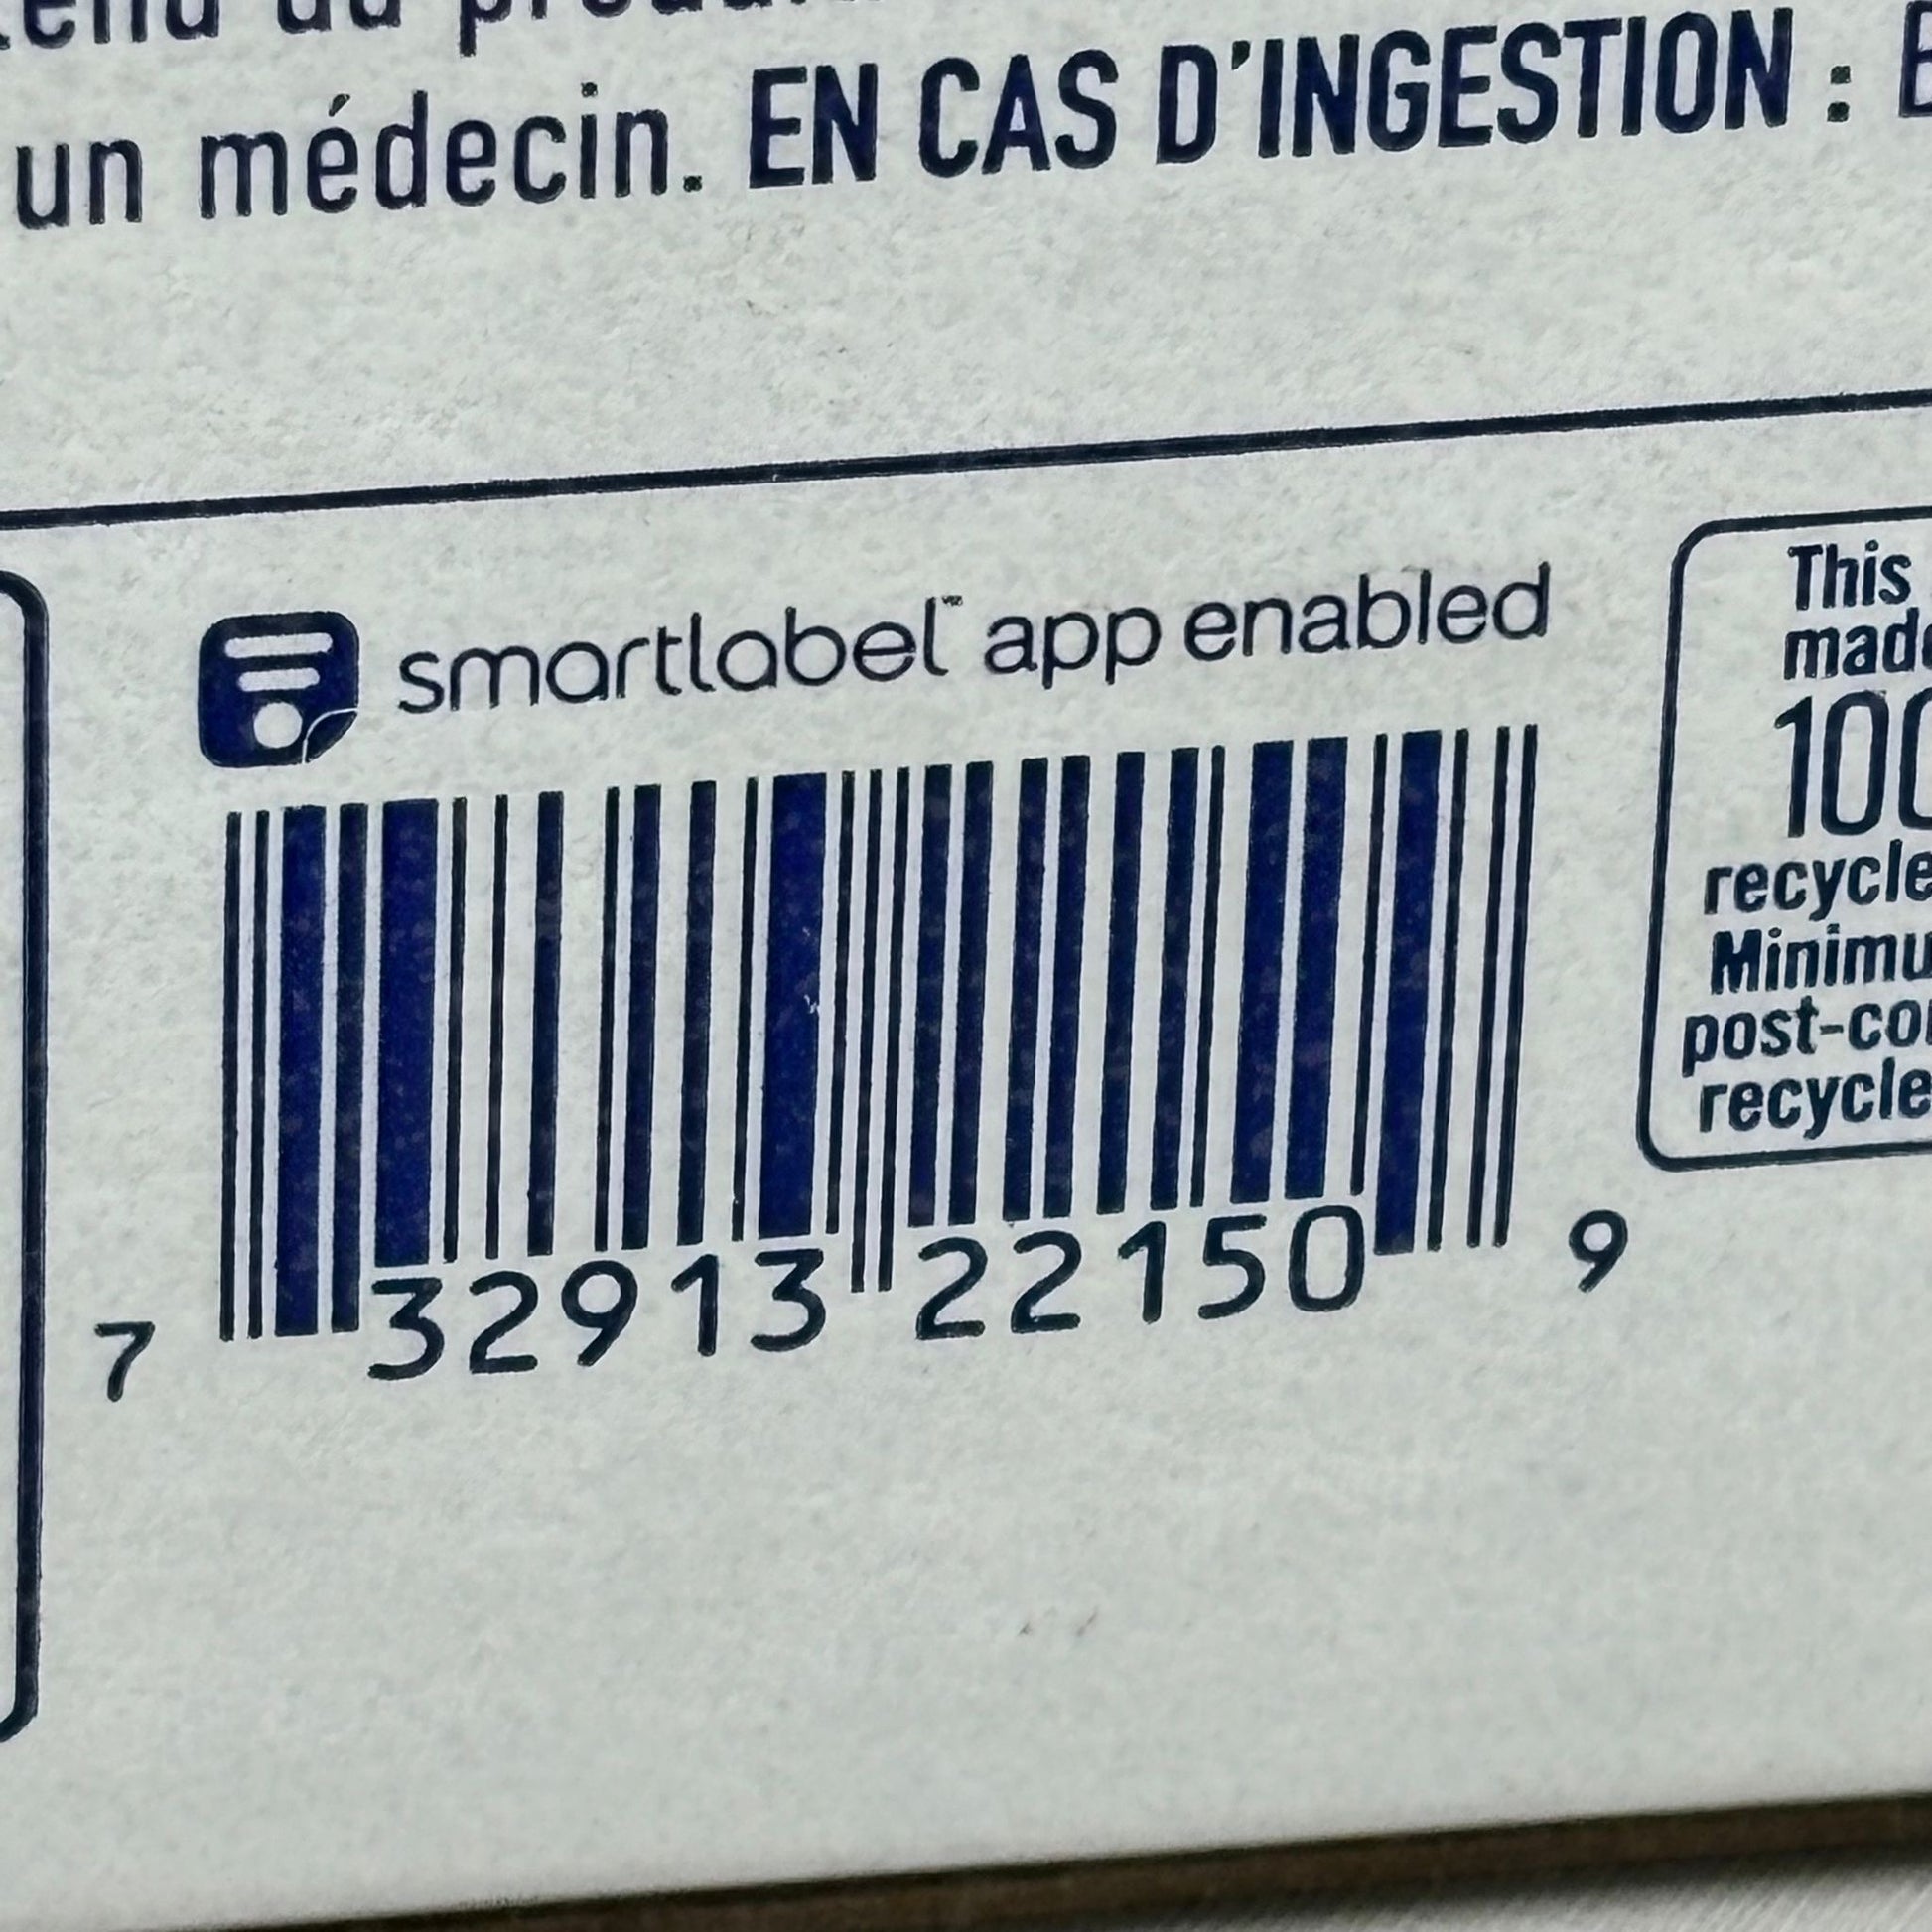 un médecin. EN CAS D'INGESTION :
smartlabel™ app enabled
7 32913 22150 9
This
made
100
recycle
Minimu
post-co
recycle